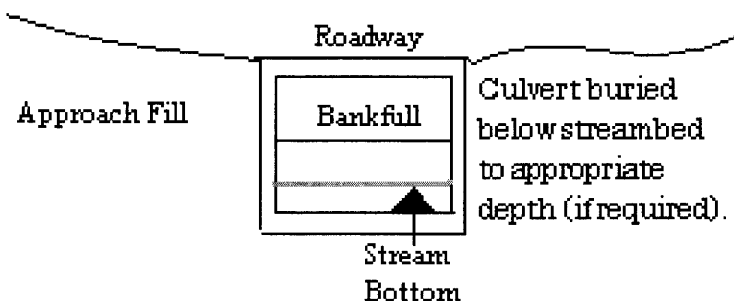 Roadway
Approach Fill
Bankfull
Culvert buried
below streambed
to appropriate
depth (if required).
Stream
Bottom